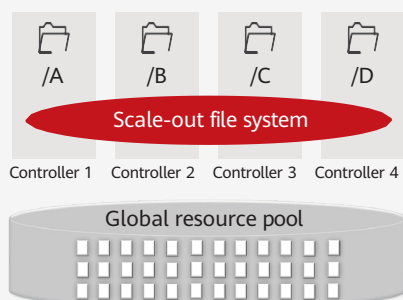 /A /B /C /D
Scale-out file system
Controller 1 Controller 2 Controller 3 Controller 4
Global resource pool